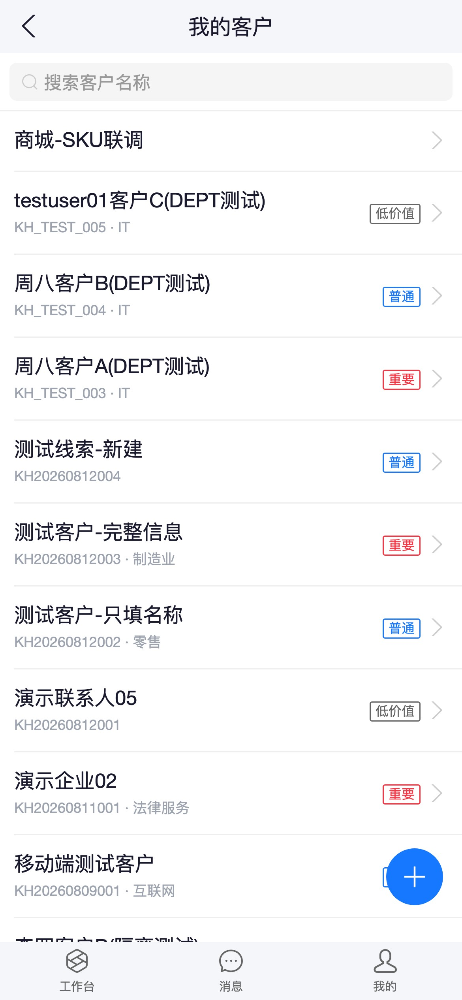 我的客户
搜索客户名称
商城-SKU联调
testuser01客户C(DEPT测试)
低价值
KH_TEST_005 · IT
周八客户B(DEPT测试)
普通
KH_TEST_004 · IT
周八客户A(DEPT测试)
重要
KH_TEST_003 · IT
测试线索-新建
普通
KH20260812004
测试客户-完整信息
重要
KH20260812003 · 制造业
测试客户-只填名称
普通
KH20260812002 · 零售
演示联系人05
低价值
KH20260812001
演示企业02
重要
KH20260811001 · 法律服务
移动端测试客户
KH20260809001 · 互联网
工作台
消息
我的